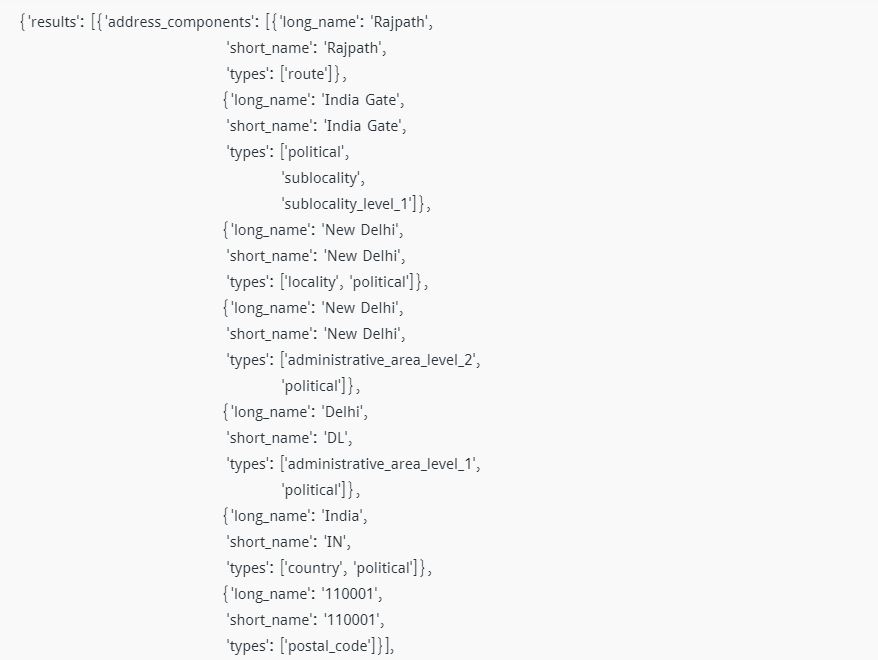 {'results': [{'address_components': [{'long_name': 'Rajpath',
'short_name': 'Rajpath',
'types': ['route']},
{'long_name': 'India Gate',
'short_name': 'India Gate',
'types': ['political',
'sublocality',
'sublocality_level_1']},
{'long_name': 'New Delhi',
'short_name': 'New Delhi',
'types': ['locality', 'political']},
{'long_name': 'New Delhi',
'short_name': 'New Delhi',
'types': ['administrative_area_level_2',
'political']},
{'long_name': 'Delhi',
'short_name': 'DL',
'types': ['administrative_area_level_1',
'political']},
{'long_name': 'India',
'short_name': 'IN',
'types': ['country', 'political']},
{'long_name': '110001',
'short_name': '110001',
'types': ['postal_code']}],